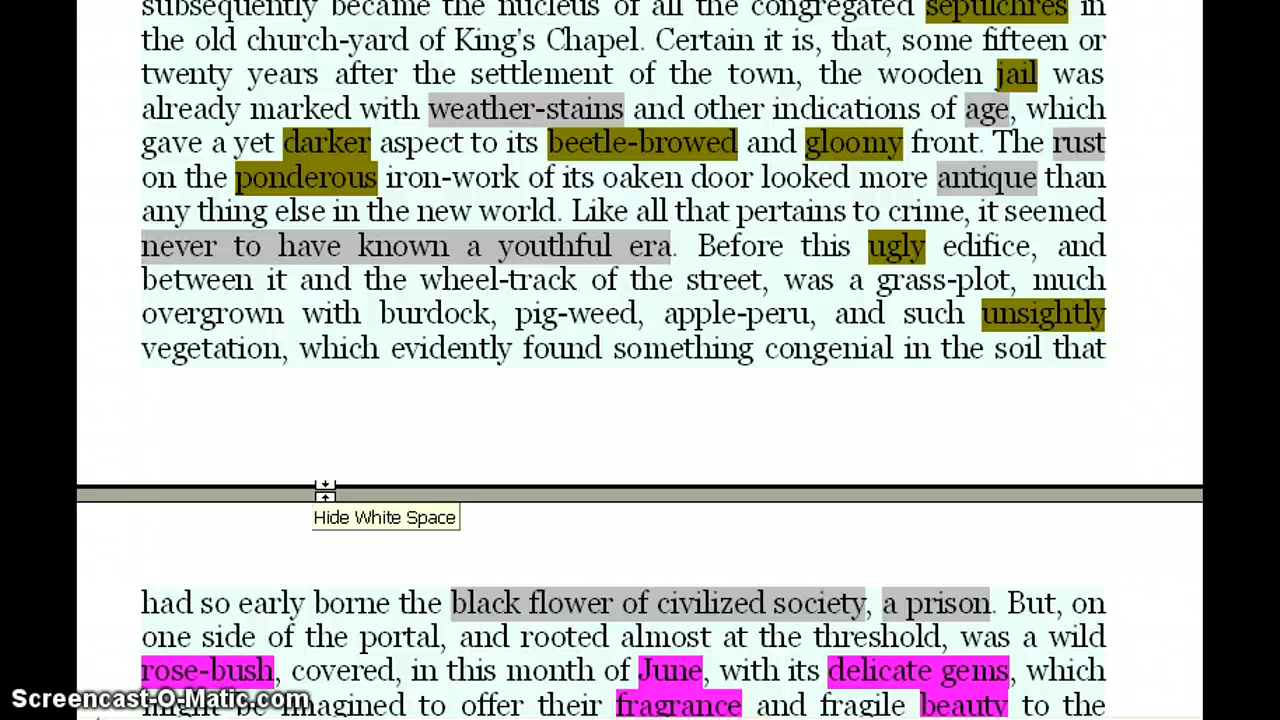 subsequently became the nucleus of all the congregated sepulchres in
the old church-yard of King's Chapel. Certain it is, that, some fifteen or
twenty years after the settlement of the town, the wooden jail was
already marked with weather-stains and other indications of age, which
gave a yet darker aspect to its beetle-browed and gloomy front. The rust
on the ponderous iron-work of its oaken door looked more antique than
any thing else in the new world. Like all that pertains to crime, it seemed
never to have known a youthful era. Before this ugly edifice, and
between it and the wheel-track of the street, was a grass-plot, much
overgrown with burdock, pig-weed, apple-peru, and such unsightly
vegetation, which evidently found something congenial in the soil that
Hide White Space
had so early borne the black flower of civilized society, a prison. But, on
one side of the portal, and rooted almost at the threshold, was a wild
rose-bush, covered, in this month of June, with its delicate gems, which
might be imagined to offer their fragrance and fragile beauty to the
Screencast-O-Matic.com